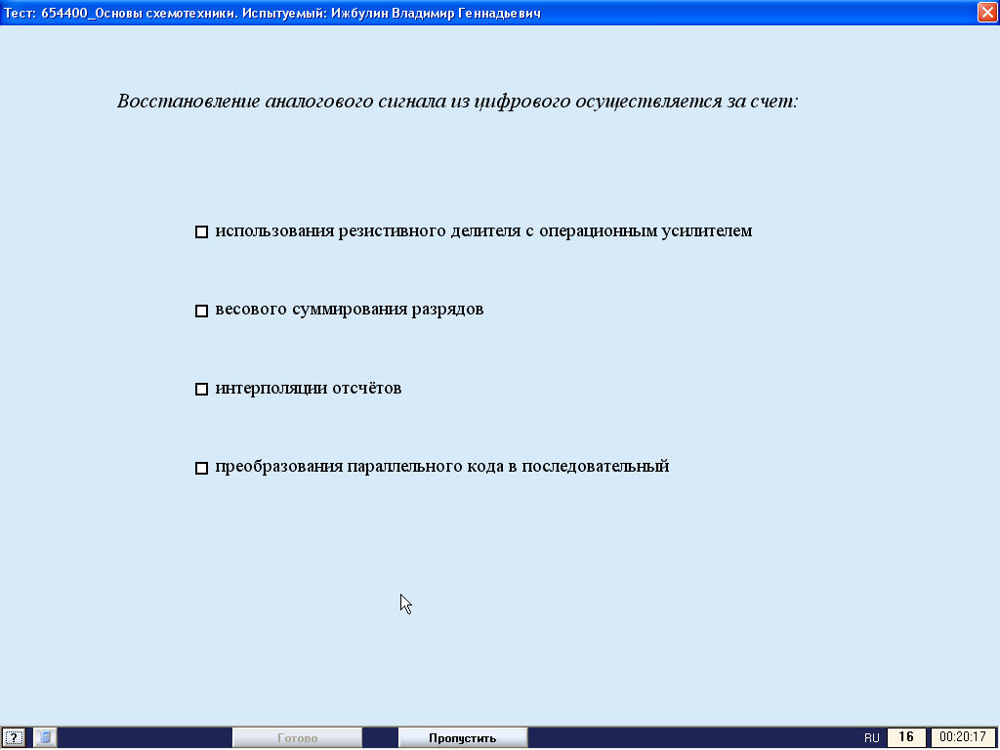 Тест: 654400_Основы схемотехники. Испытуемый: Ижбулин Владимир Геннадьевич
Восстановление аналогового сигнала из цифрового осуществляется за счет:
использования резистивного делителя с операционным усилителем
весового суммирования разрядов
интерполяции отсчётов
преобразования параллельного кода в последовательный
? Готово Пропустить RU 16 00:20:17